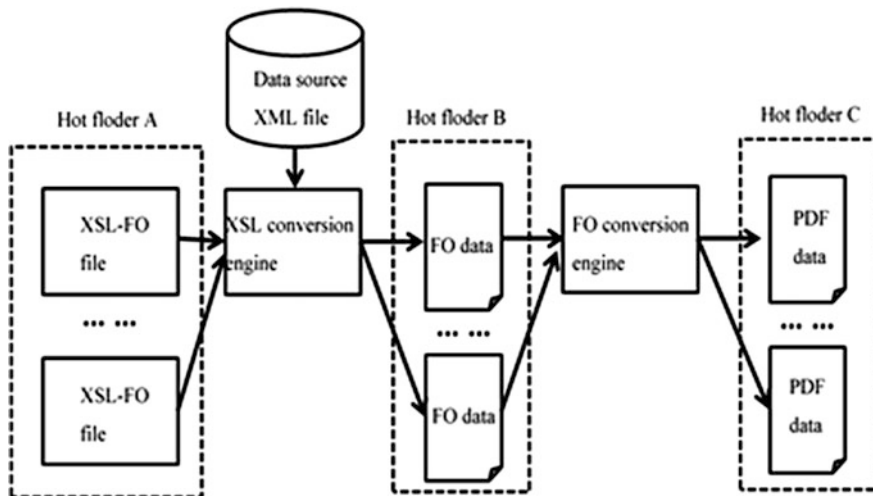 Data source
XML file
Hot floder A
Hot floder B
Hot floder C
XSL-FO
file
XSL conversion
engine
FO data
FO conversion
engine
PDF
data
... ...
... ...
... ...
XSL-FO
file
FO data
PDF
data